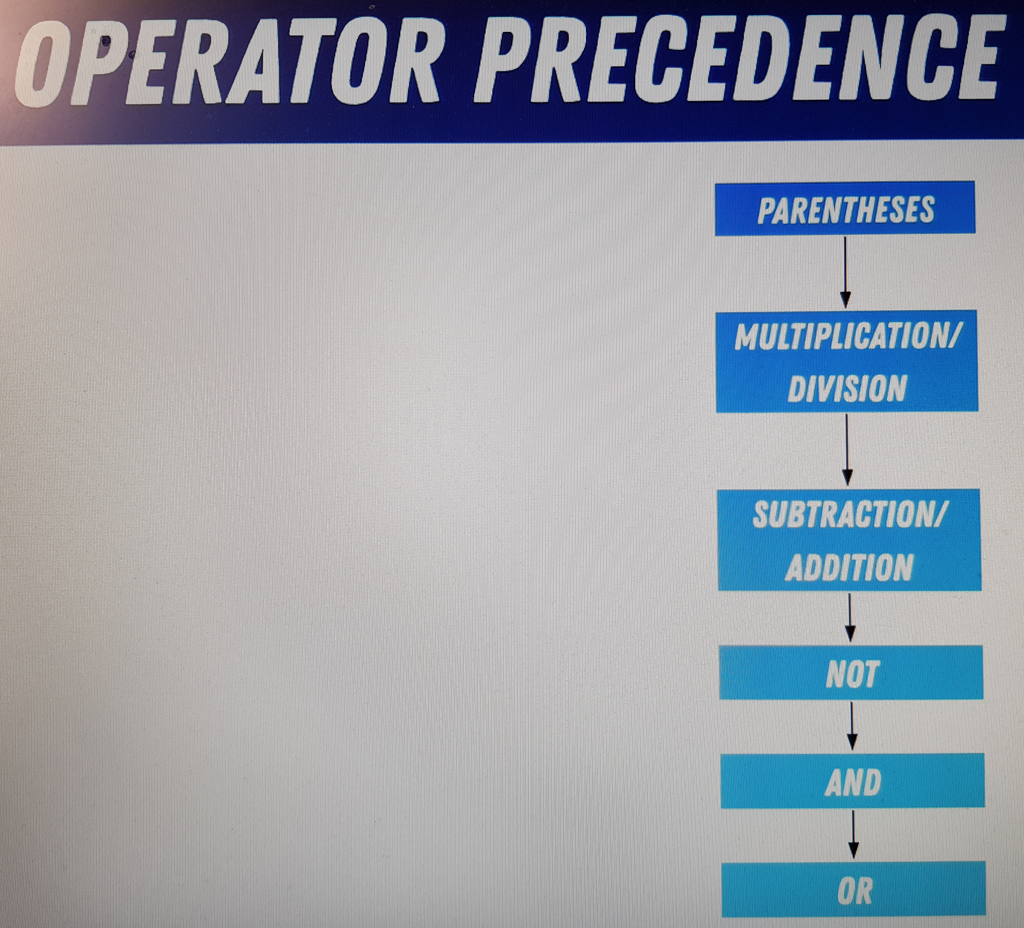 OPERATOR PRECEDENCE
PARENTHESES
MULTIPLICATION/
DIVISION
SUBTRACTION/
ADDITION
NOT
AND
OR